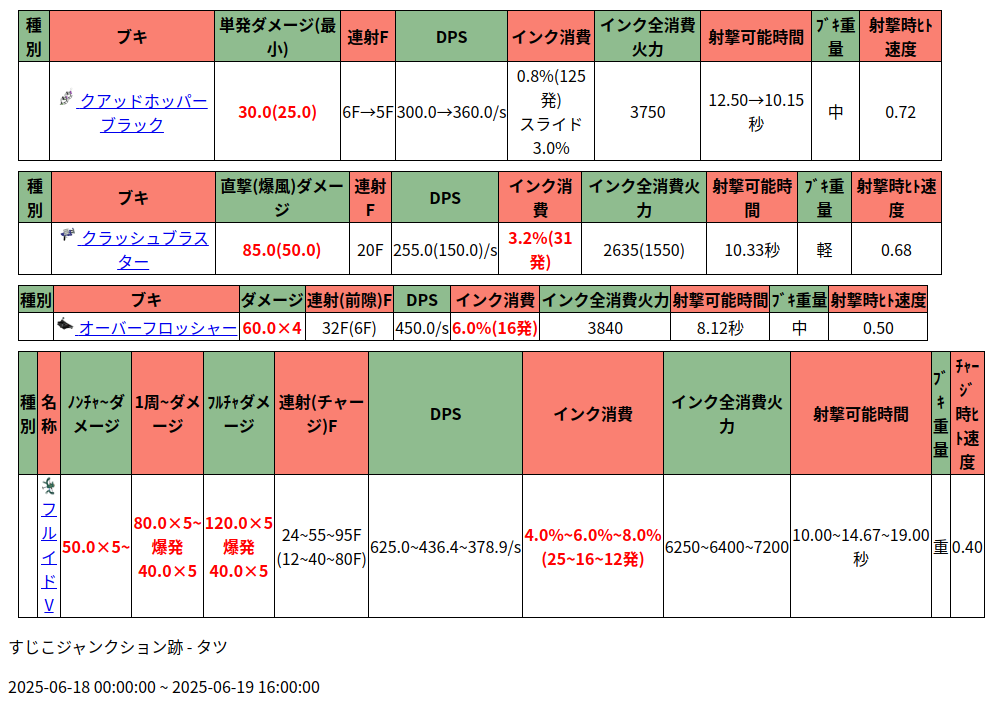 種別 ブキ 単発ダメージ(最小) 連射F DPS インク消費 インク全消費火力 射撃可能時間 ﾌﾞｷ重量 射撃時ﾋﾄ速度
クアッドホッパーブラック 30.0(25.0) 6F→5F 300.0→360.0/s 0.8%(125発) スライド 3.0% 3750 12.50→10.15秒 中 0.72
種別 ブキ 直撃(爆風)ダメージ 連射F DPS インク消費 インク全消費火力 射撃可能時間 ﾌﾞｷ重量 射撃時ﾋﾄ速度
クラッシュブラスター 85.0(50.0) 20F 255.0(150.0)/s 3.2%(31発) 2635(1550) 10.33秒 軽 0.68
種別 ブキ ダメージ 連射(前隙)F DPS インク消費 インク全消費火力 射撃可能時間 ﾌﾞｷ重量 射撃時ﾋﾄ速度
オーバーフロッシャー 60.0×4 32F(6F) 450.0/s 6.0%(16発) 3840 8.12秒 中 0.50
種別 名称 ﾉﾝﾁｬ~ダメージ 1周~ダメージ ﾌﾙﾁｬダメージ 連射(チャージ)F DPS インク消費 インク全消費火力 射撃可能時間 ﾌﾞｷ重量 ﾁｬｰｼﾞ時ﾋﾄ速度
フルイドV 50.0×5~ 80.0×5~ 爆発 40.0×5 120.0×5 爆発 40.0×5 24~55~95F (12~40~80F) 625.0~436.4~378.9/s 4.0%~6.0%~8.0% (25~16~12発) 6250~6400~7200 10.00~14.67~19.00秒 重 0.40
すじこジャンクション跡 - タツ
2025-06-18 00:00:00 ~ 2025-06-19 16:00:00